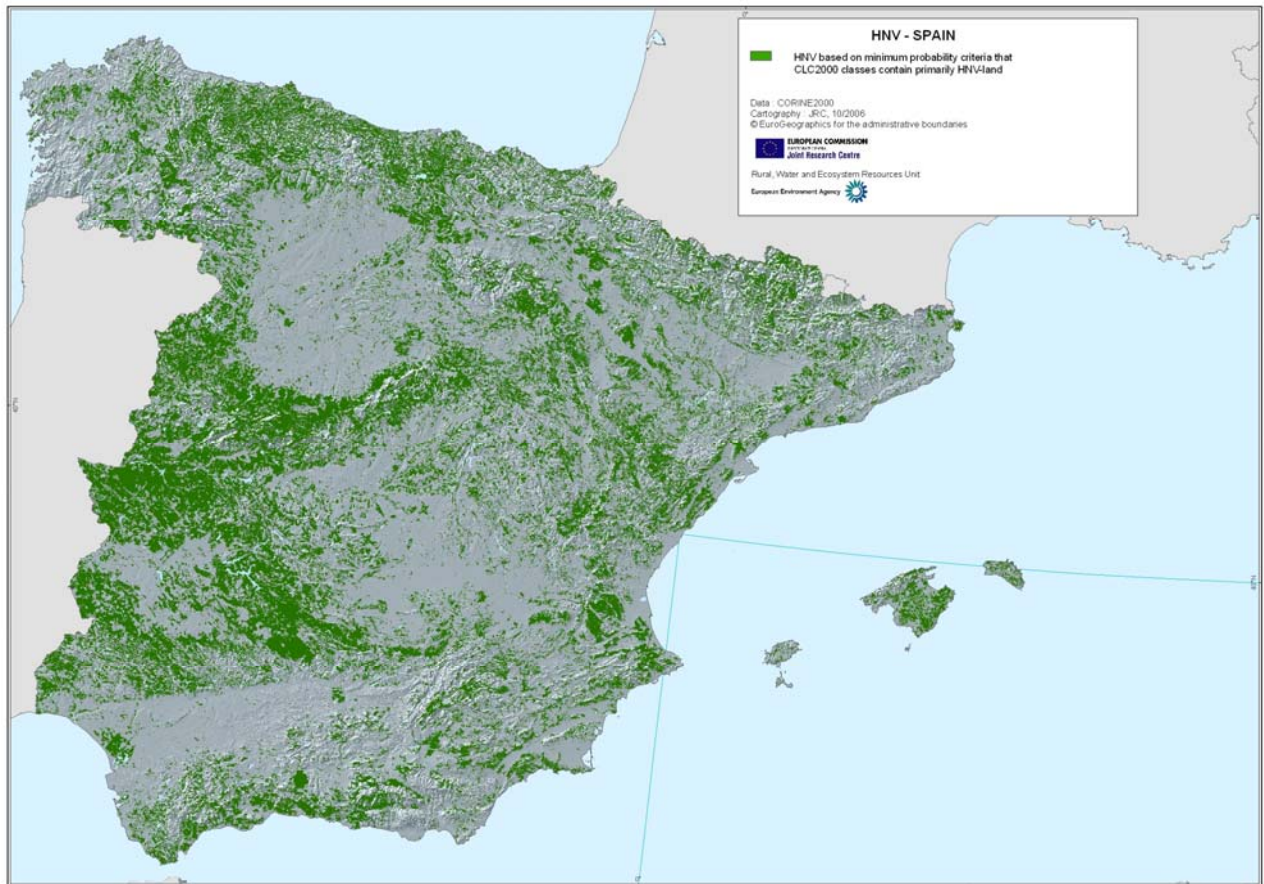 HNV - SPAIN
HNV based on minimum probability criteria that
CLC2000 classes contain primarily HNV-land
Data : CORINE2000
Cartography : JRC, 10/2006
© EuroGeographics for the administrative boundaries
EUROPEAN COMMISSION
Joint Research Centre
Rural, Water and Ecosystem Resources Unit
European Environment Agency
0°